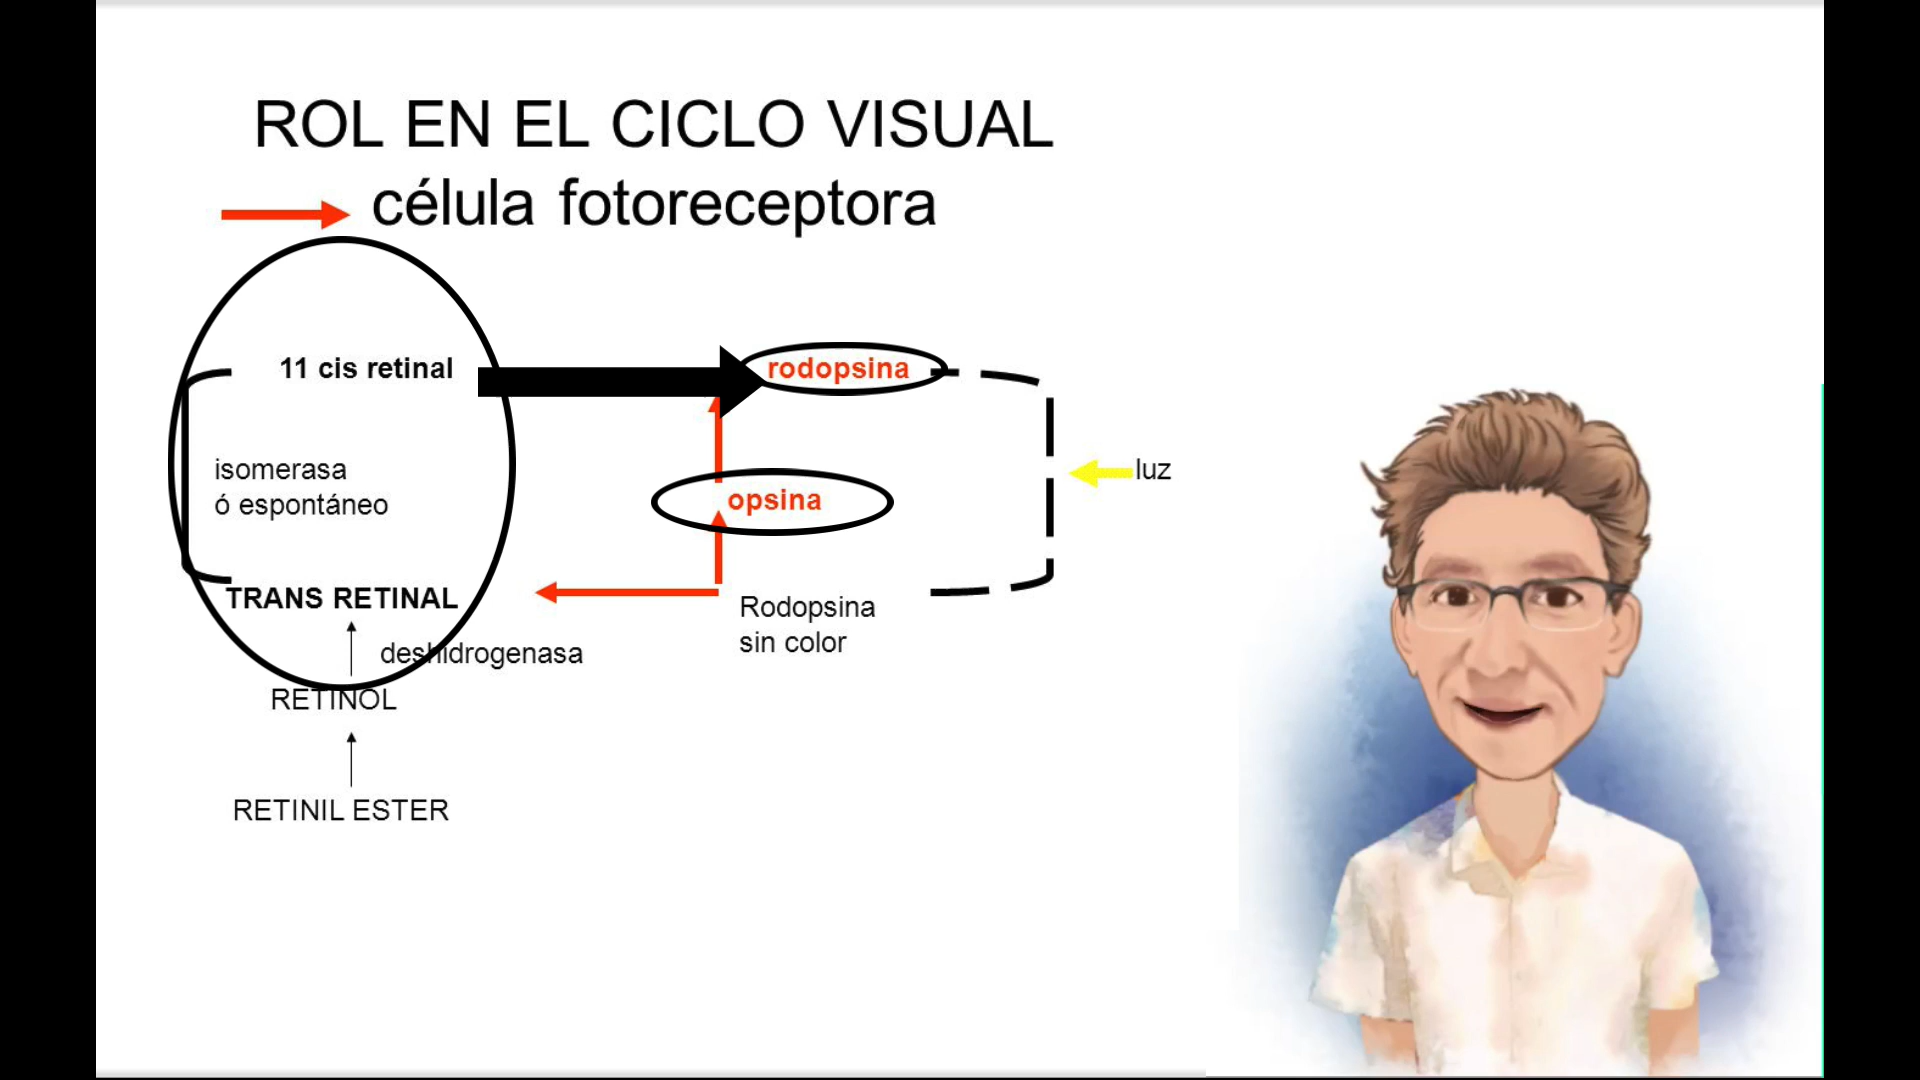 ROL EN EL CICLO VISUAL
célula fotoreceptora
11 cis retinal
rodopsina
isomerasa
ó espontáneo
opsina
luz
TRANS RETINAL
Rodopsina
sin color
deshidrogenasa
RETINOL
RETINIL ESTER